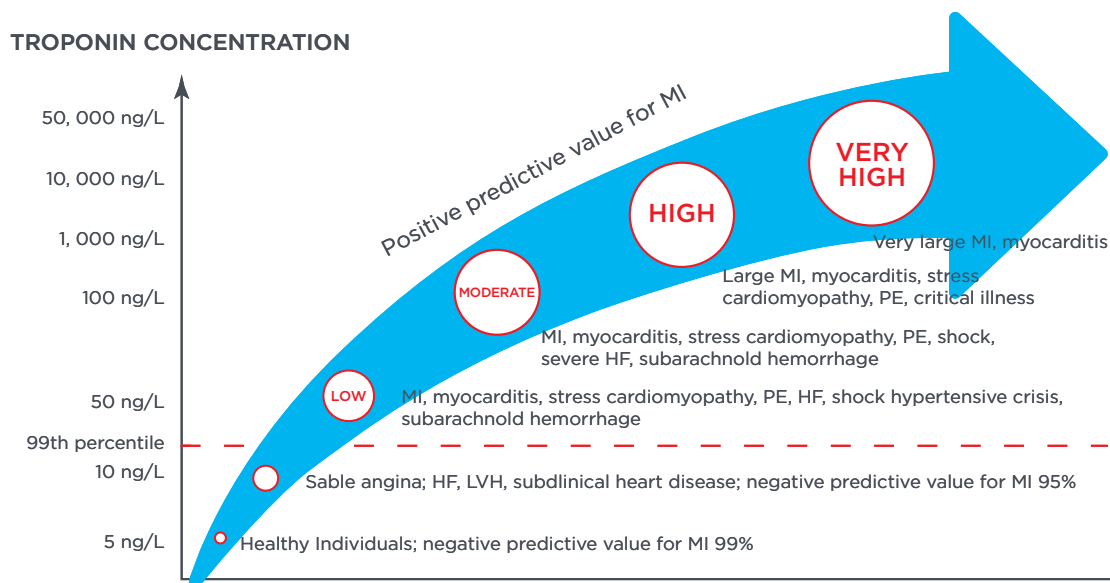 TROPONIN CONCENTRATION
50, 000 ng/L
10, 000 ng/L
1, 000 ng/L
100 ng/L
50 ng/L
99th percentile
10 ng/L
5 ng/L
Positive predictive value for MI
VERY
HIGH
Very large MI, myocarditis
HIGH
Large MI, myocarditis, stress
cardiomyopathy, PE, critical illness
MODERATE
MI, myocarditis, stress cardiomyopathy, PE, shock,
severe HF, subarachnold hemorrhage
LOW
MI, myocarditis, stress cardiomyopathy, PE, HF, shock hypertensive crisis,
subarachnold hemorrhage
Sable angina; HF, LVH, subdlinical heart disease; negative predictive value for MI 95%
Healthy Individuals; negative predictive value for MI 99%